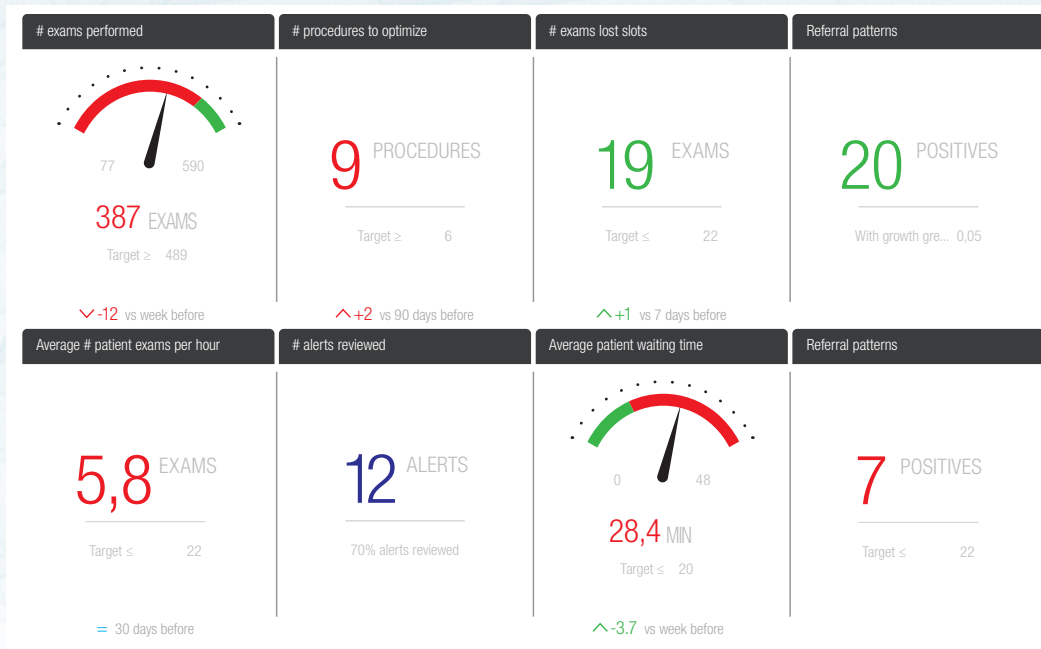 # exams performed
# procedures to optimize
# exams lost slots
Referral patterns
77 590
387 EXAMS
Target ≥ 489
-12 vs week before
9 PROCEDURES
Target ≥ 6
+2 vs 90 days before
19 EXAMS
Target ≤ 22
+1 vs 7 days before
20 POSITIVES
With growth gre... 0,05
Average # patient exams per hour
# alerts reviewed
Average patient waiting time
Referral patterns
5,8 EXAMS
Target ≤ 22
= 30 days before
12 ALERTS
70% alerts reviewed
0 48
28,4 MIN
Target ≤ 20
-3.7 vs week before
7 POSITIVES
Target ≤ 22